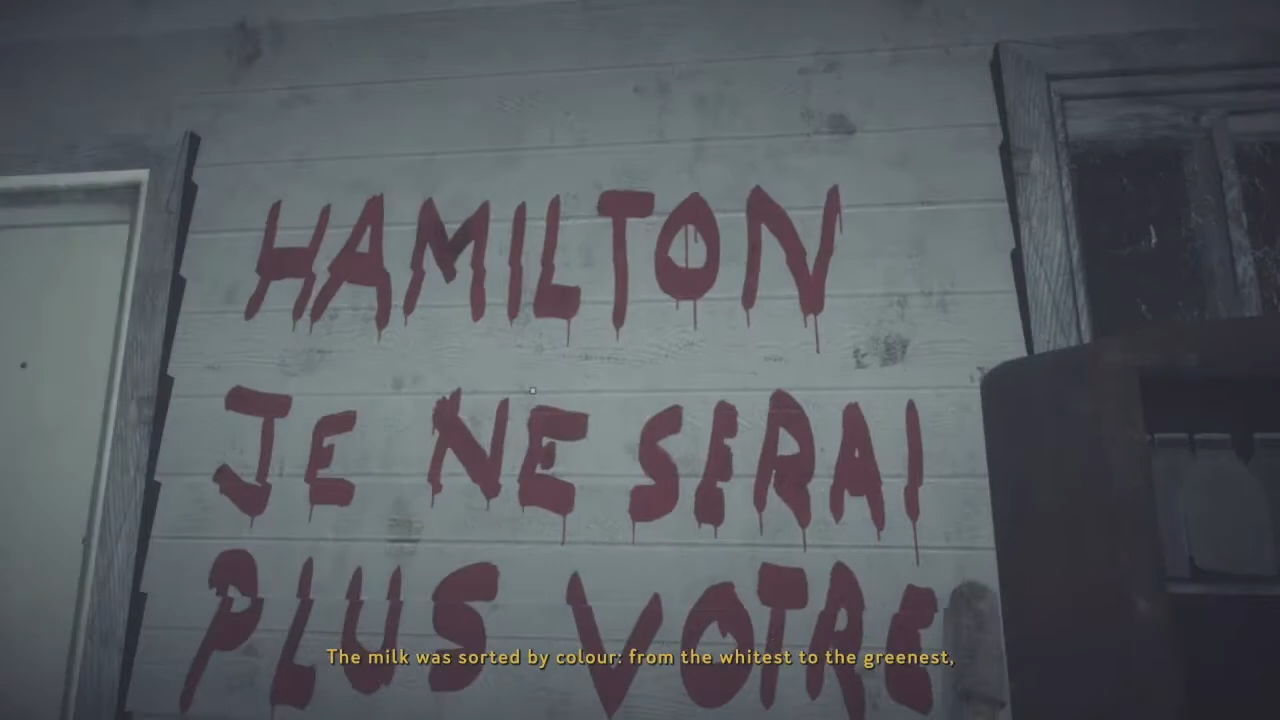 HAMILTON
JE NE SERAI
PLUS VOTRE
The milk was sorted by colour: from the whitest to the greenest,